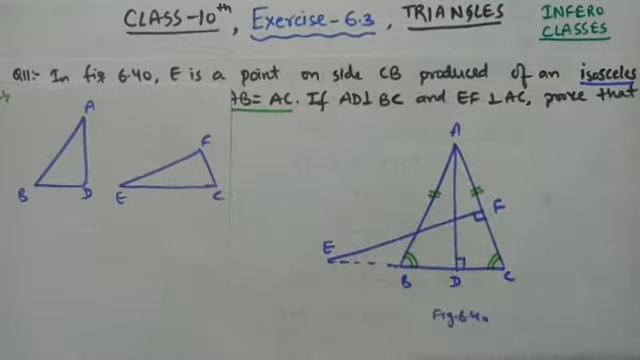 CLASS-10th, Exercise-6.3, TRIANGLES
INFERO
CLASSES
Q11:- In fig 6.40, E is a point on side CB produced of an isosceles
AB= AC. If AD⊥BC and EF⊥AC, prove that
A
B
D
F
E
C
A
F
E
B
D
C
Fig.6.40